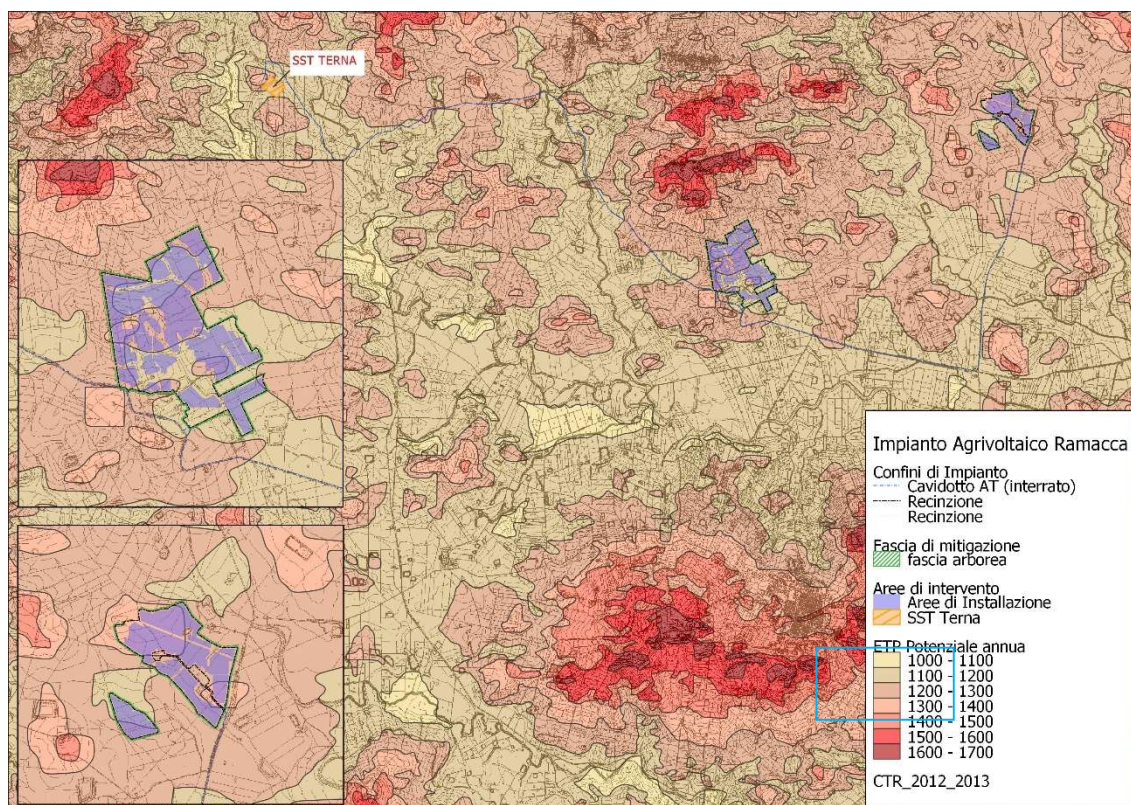 SST TERNA
Impianto Agrivoltaico Ramacca
Confini di Impianto
Cavidotto AT (interrato)
Recinzione
Recinzione
Fascia di mitigazione
fascia arborea
Aree di intervento
Aree di Installazione
SST Terna
ETP Potenziale annua
1000 - 1100
1100 - 1200
1200 - 1300
1300 - 1400
1400 - 1500
1500 - 1600
1600 - 1700
CTR_2012_2013